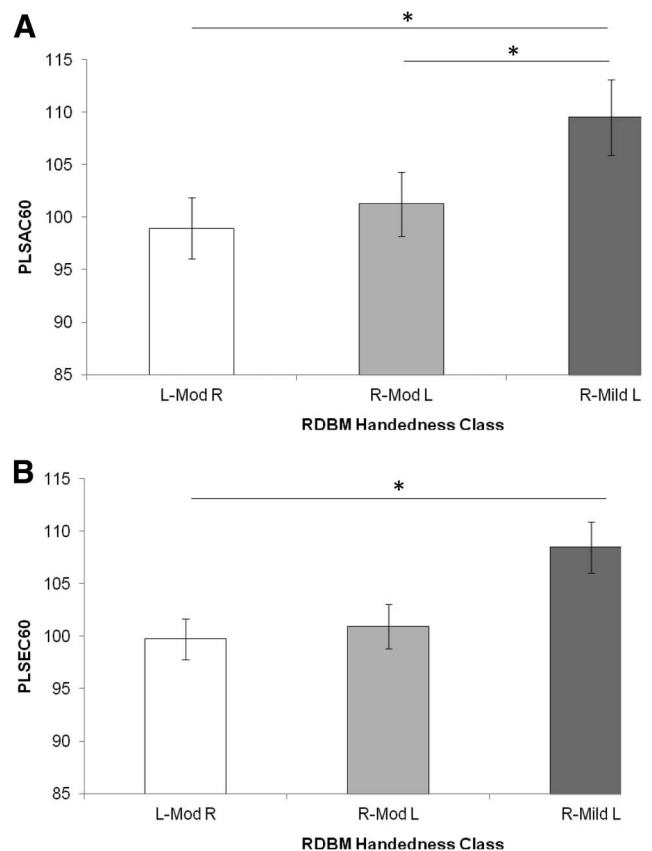 A
*
*
115
110
105
100
95
90
85
PLSAC60
L-Mod R
R-Mod L
R-Mild L
RDBM Handedness Class
B
*
115
110
105
100
95
90
85
PLSEC60
L-Mod R
R-Mod L
R-Mild L
RDBM Handedness Class